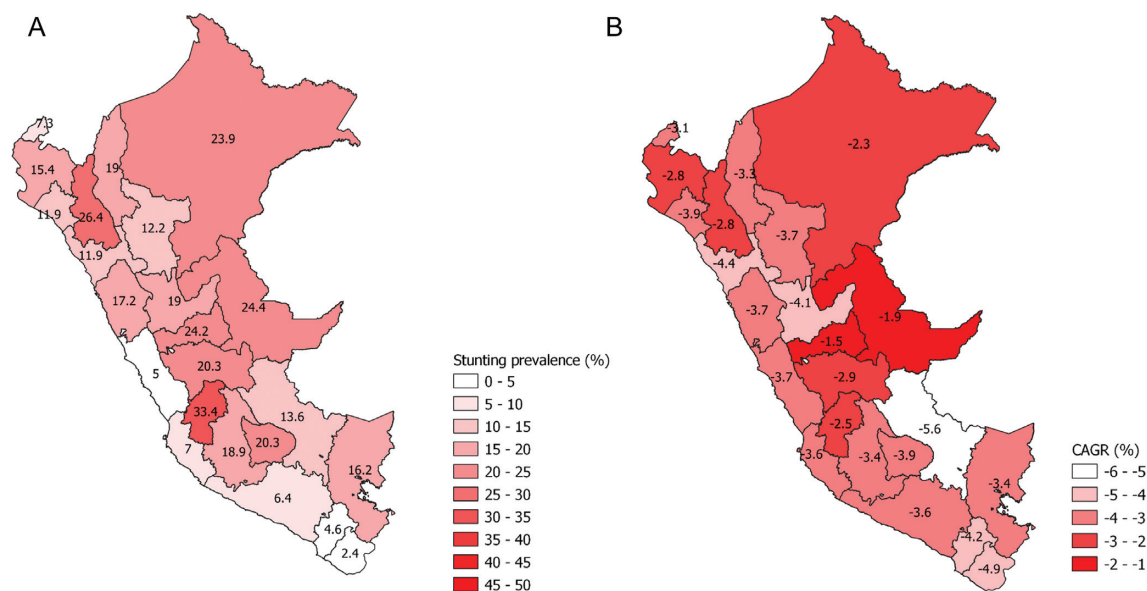 A
7.3
23.9
15.4
19
26.4
11.9
12.2
11.9
17.2
19
24.4
24.2
5
20.3
33.4
13.6
7
18.9
20.3
16.2
6.4
4.6
2.4
Stunting prevalence (%)
0 - 5
5 - 10
10 - 15
15 - 20
20 - 25
25 - 30
30 - 35
35 - 40
40 - 45
45 - 50
B
-3.1
-2.3
-2.8
-3.3
-3.9
-2.8
-3.7
-4.4
-4.1
-3.7
-1.9
-1.5
-3.7
-2.9
-2.5
-5.6
-3.6
-3.4
-3.9
-3.4
-3.6
-4.2
-4.9
CAGR (%)
-6 - -5
-5 - -4
-4 - -3
-3 - -2
-2 - -1